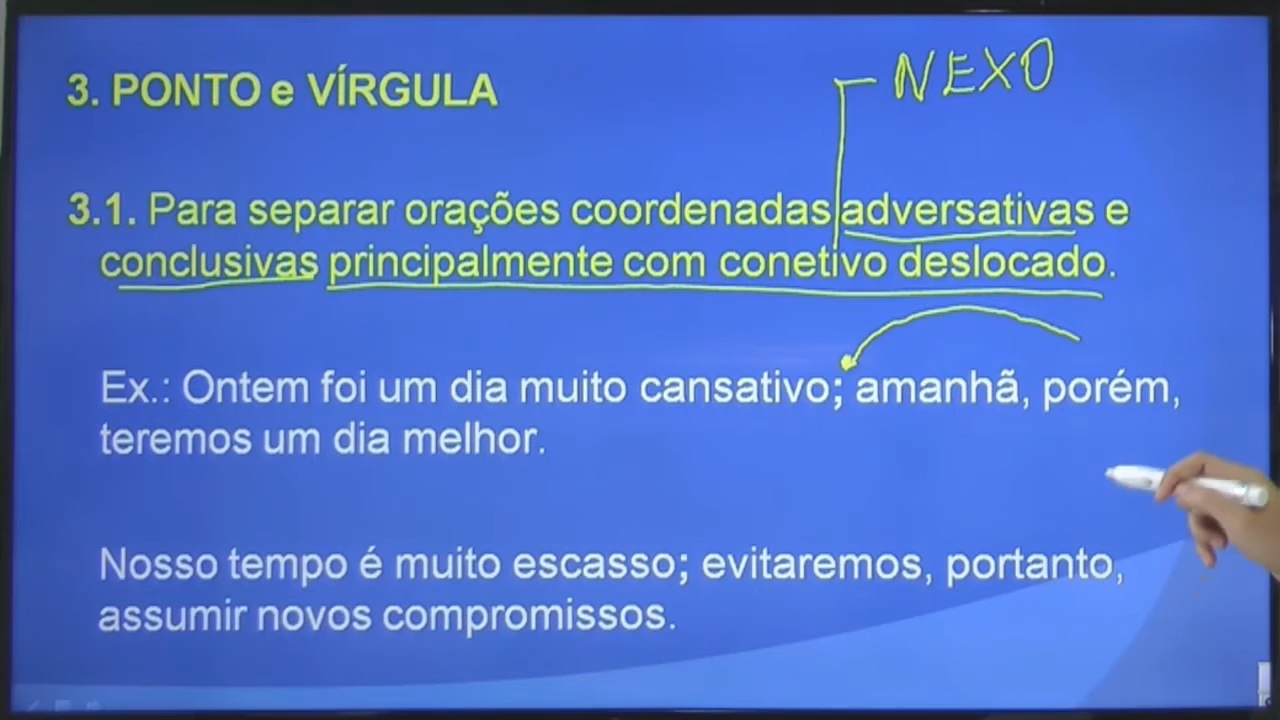 3. PONTO e VÍRGULA
NEXO
3.1. Para separar orações coordenadas adversativas e
conclusivas principalmente com conetivo deslocado.
Ex.: Ontem foi um dia muito cansativo; amanhã, porém,
teremos um dia melhor.
Nosso tempo é muito escasso; evitaremos, portanto,
assumir novos compromissos.